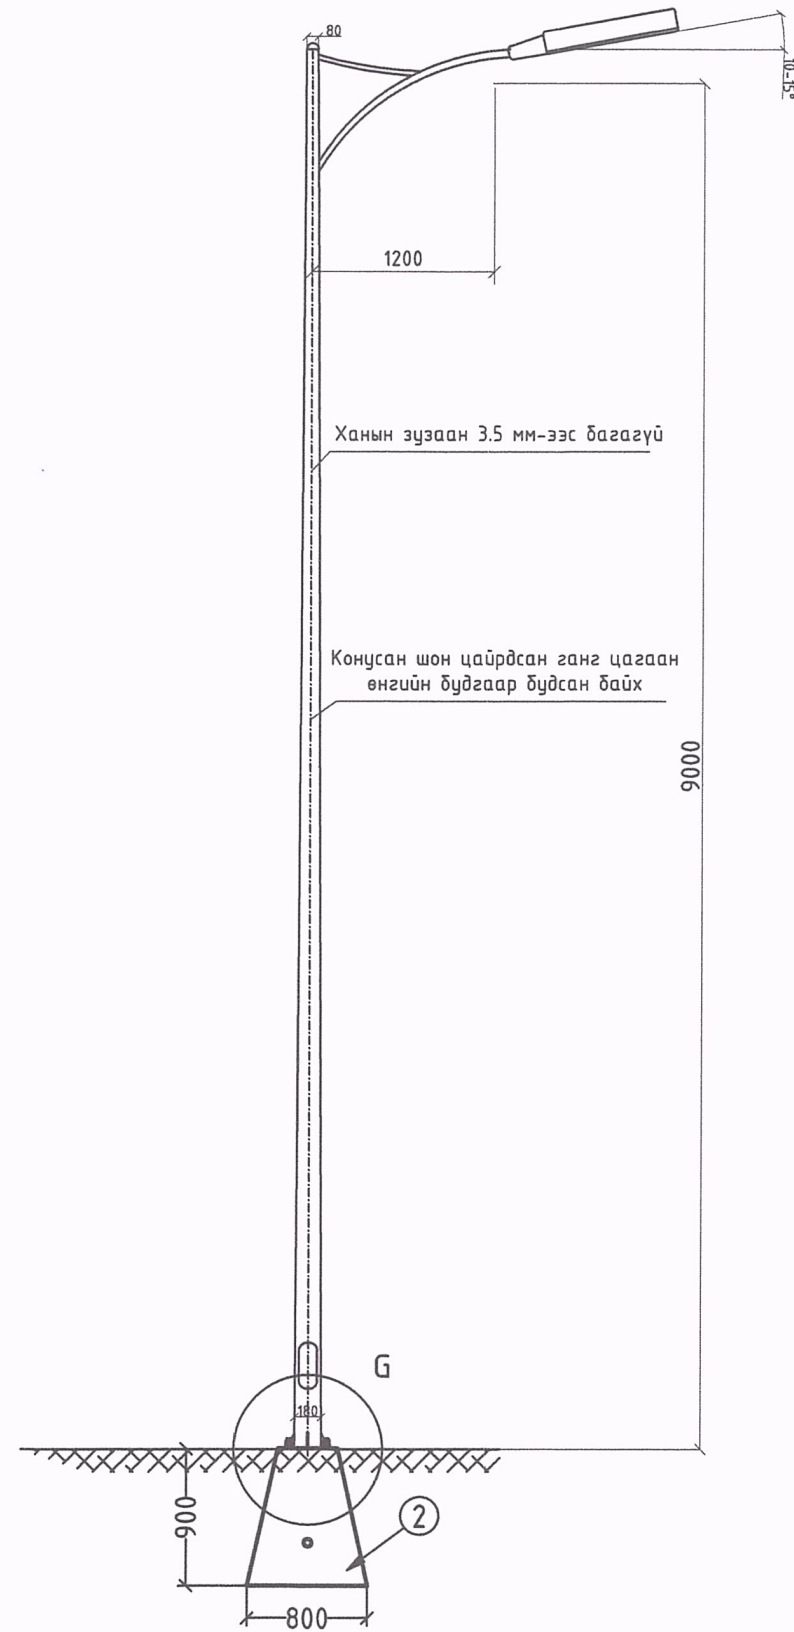 80
10-15°
1200
Ханын зузаан 3.5 мм-ээс багагүй
Конусан шон цайрдсан ганг цагаан
өнгийн будгаар будсан байх
9000
G
180
900
2
800